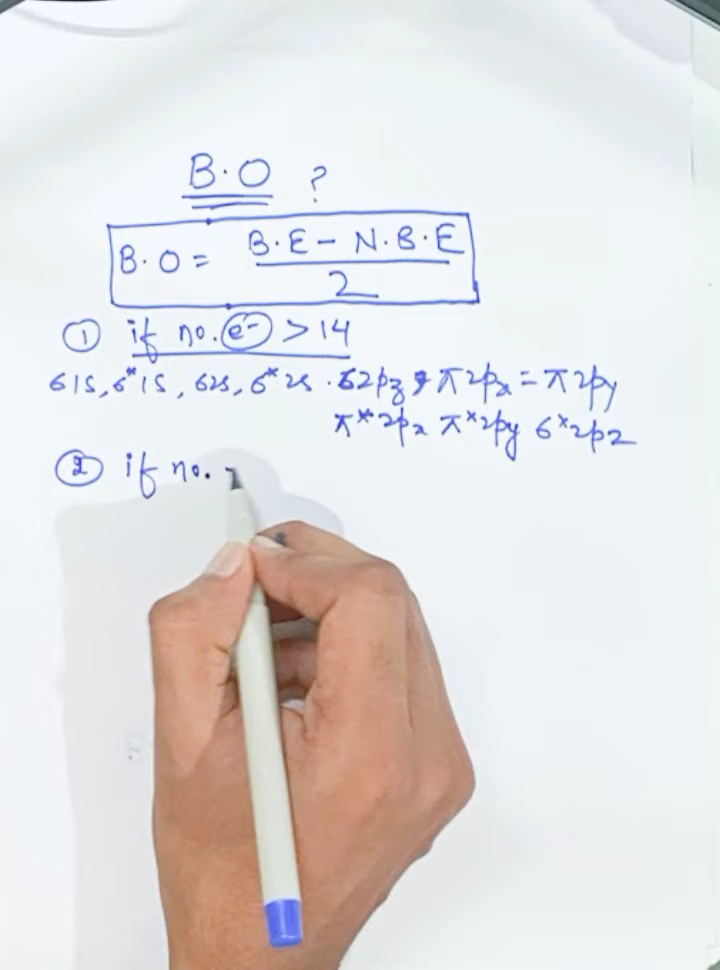 B.O ?
B.O = B.E - N.B.E / 2
① if no. e- > 14
σ1s, σ*1s, σ2s, σ*2s . σ2pz, π2px = π2py
π*2px π*2py σ*2pz
② if no.